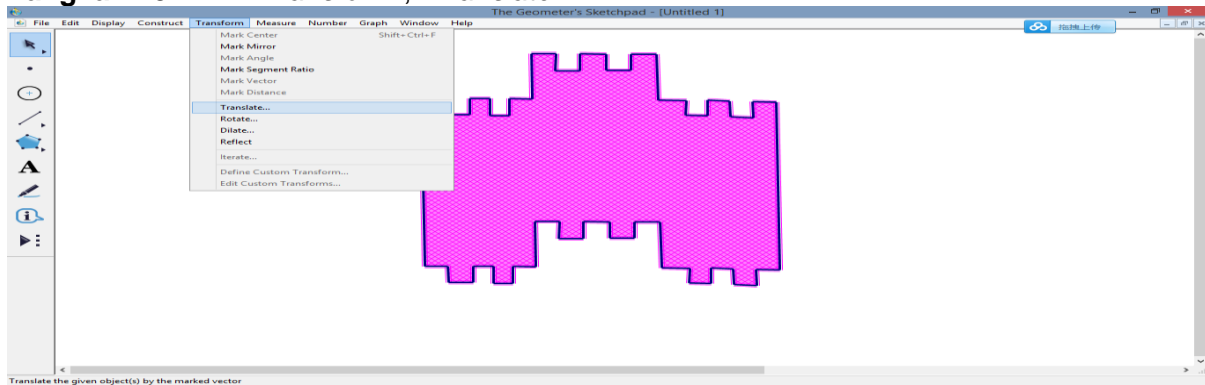 The Geometer's Sketchpad - [Untitled 1]
File Edit Display Construct Transform Measure Number Graph Window Help
拖拽上传
Mark Center Shift+Ctrl+F
Mark Mirror
Mark Angle
Mark Segment Ratio
Mark Vector
Mark Distance
Translate...
Rotate...
Dilate...
Reflect
Iterate...
Define Custom Transform...
Edit Custom Transforms...
A
Translate the given object(s) by the marked vector